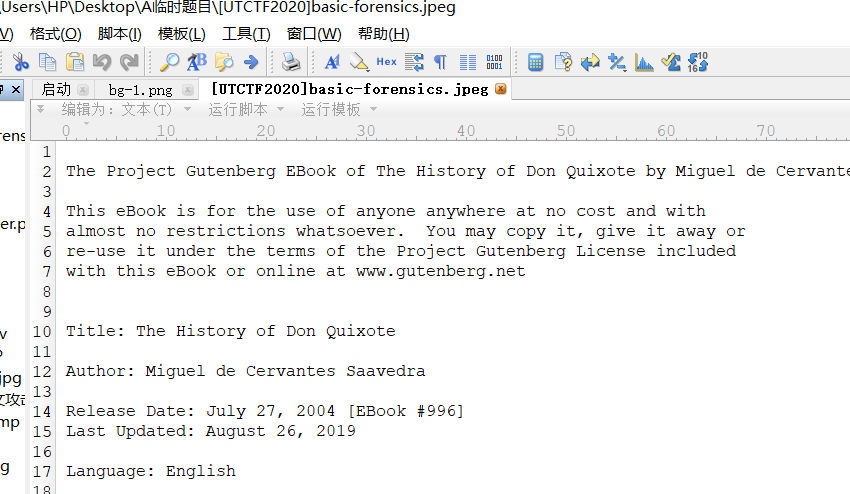 \Users\HP\Desktop\AI临时题目\[UTCTF2020]basic-forensics.jpeg
V) 格式(O) 脚本(I) 模板(L) 工具(T) 窗口(W) 帮助(H)
Hex
启动 bg-1.png [UTCTF2020]basic-forensics.jpeg
编辑为: 文本(T) 运行脚本 运行模板
0 10 20 30 40 50 60 70
1
2 The Project Gutenberg EBook of The History of Don Quixote by Miguel de Cervante
3
4 This eBook is for the use of anyone anywhere at no cost and with
5 almost no restrictions whatsoever.  You may copy it, give it away or
6 re-use it under the terms of the Project Gutenberg License included
7 with this eBook or online at www.gutenberg.net
8
9
10 Title: The History of Don Quixote
11
12 Author: Miguel de Cervantes Saavedra
13
14 Release Date: July 27, 2004 [EBook #996]
15 Last Updated: August 26, 2019
16
17 Language: English
18